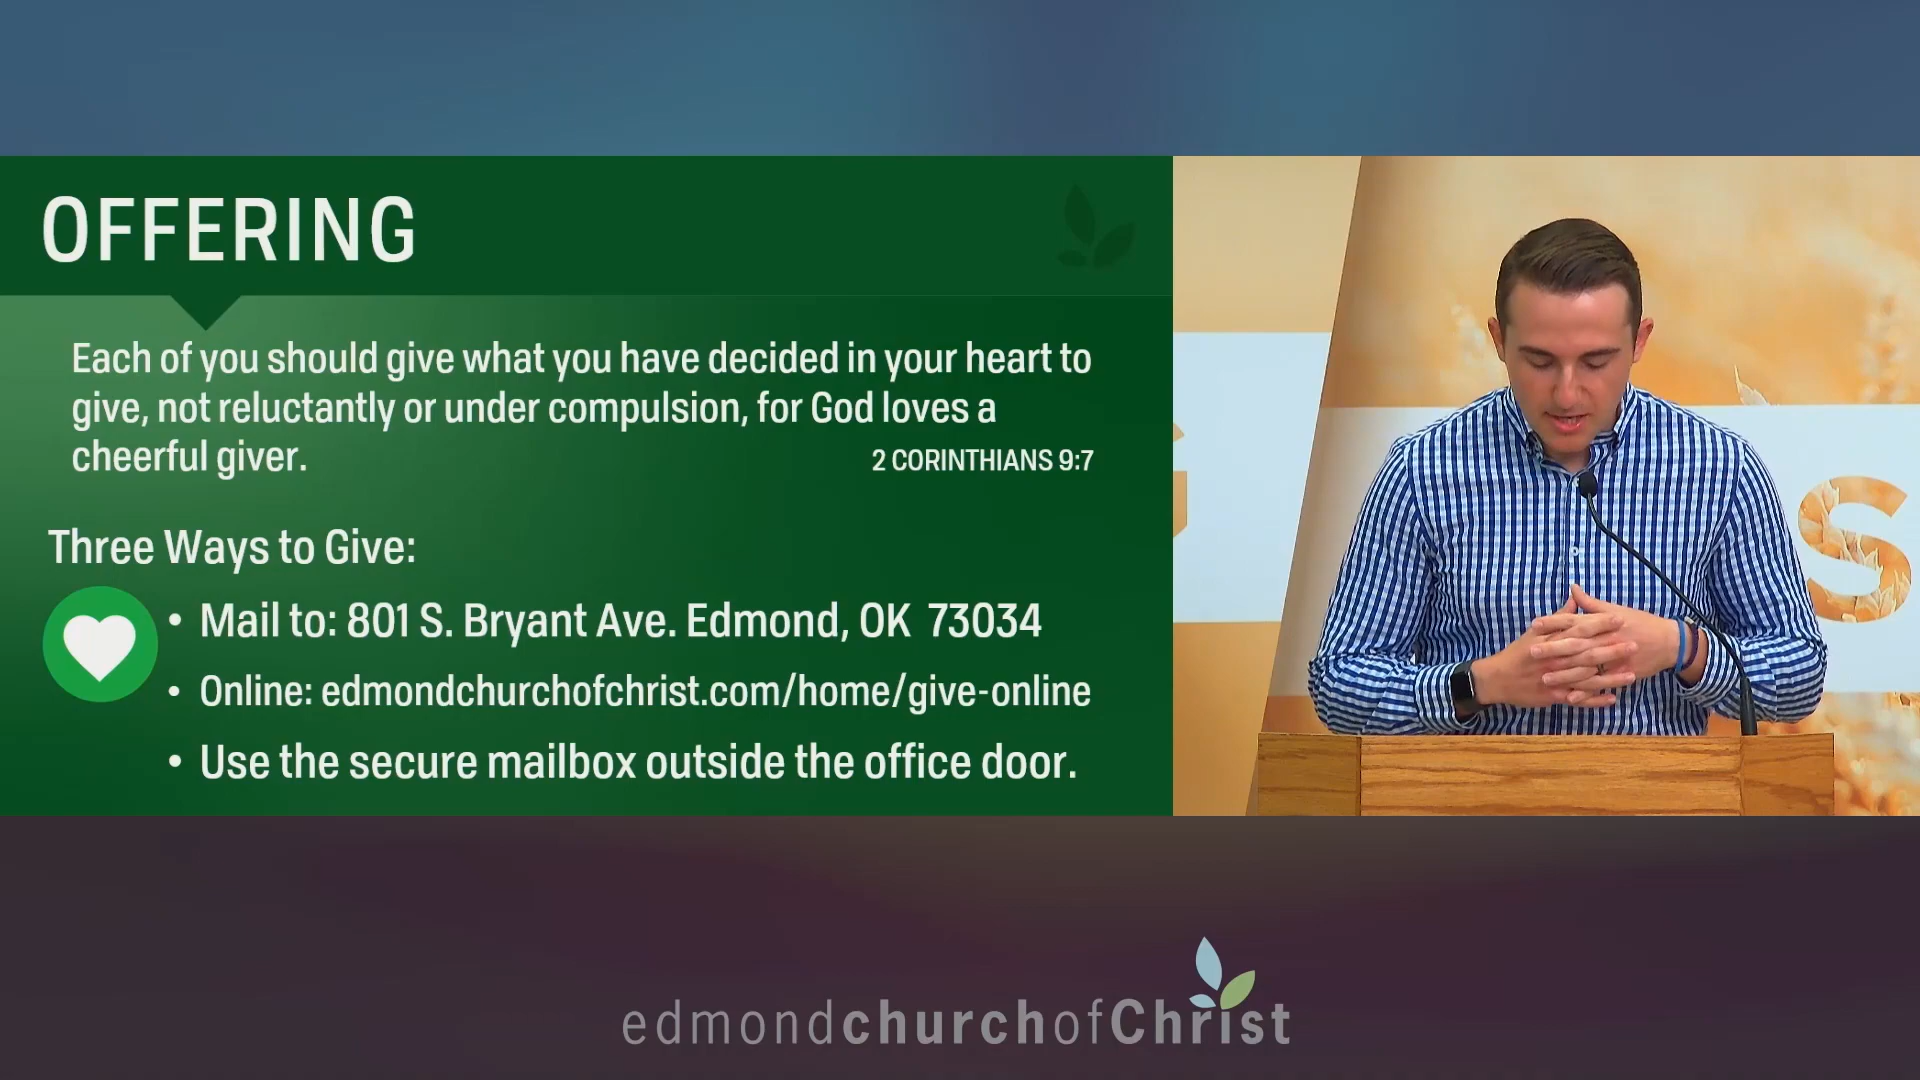 OFFERING
Each of you should give what you have decided in your heart to
give, not reluctantly or under compulsion, for God loves a
cheerful giver.
2 CORINTHIANS 9:7
Three Ways to Give:
• Mail to: 801 S. Bryant Ave. Edmond, OK 73034
• Online: edmondchurchofchrist.com/home/give-online
• Use the secure mailbox outside the office door.
G
S
edmondchurchofChrist